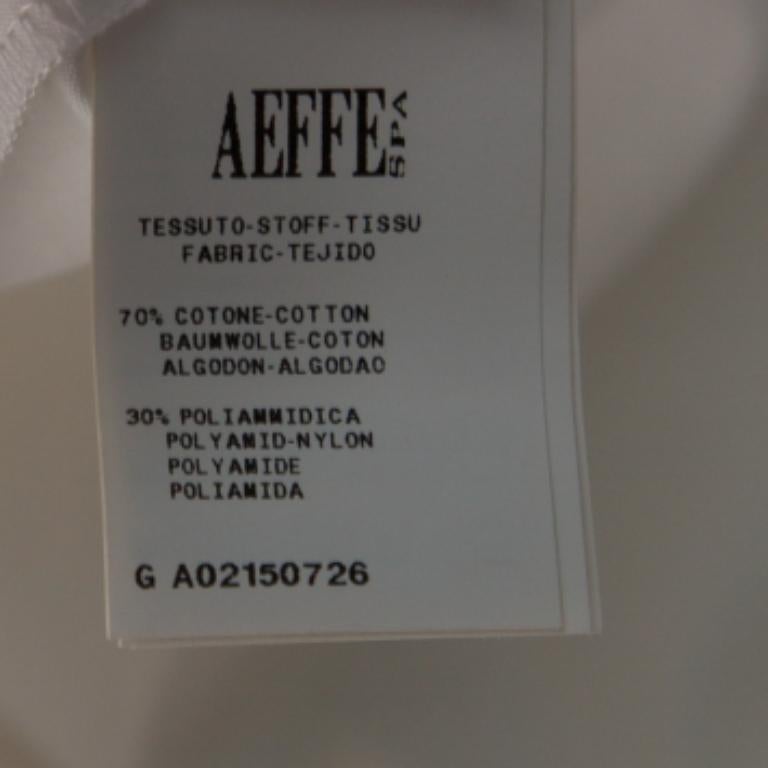 AEFFE SPA
TESSUTO-STOFF-TISSU
FABRIC-TEJIDO
70% COTONE-COTTON
BAUMWOLLE-COTON
ALGODON-ALGODAO
30% POLIAMMIDICA
POLYAMID-NYLON
POLYAMIDE
POLIAMIDA
G A02150726